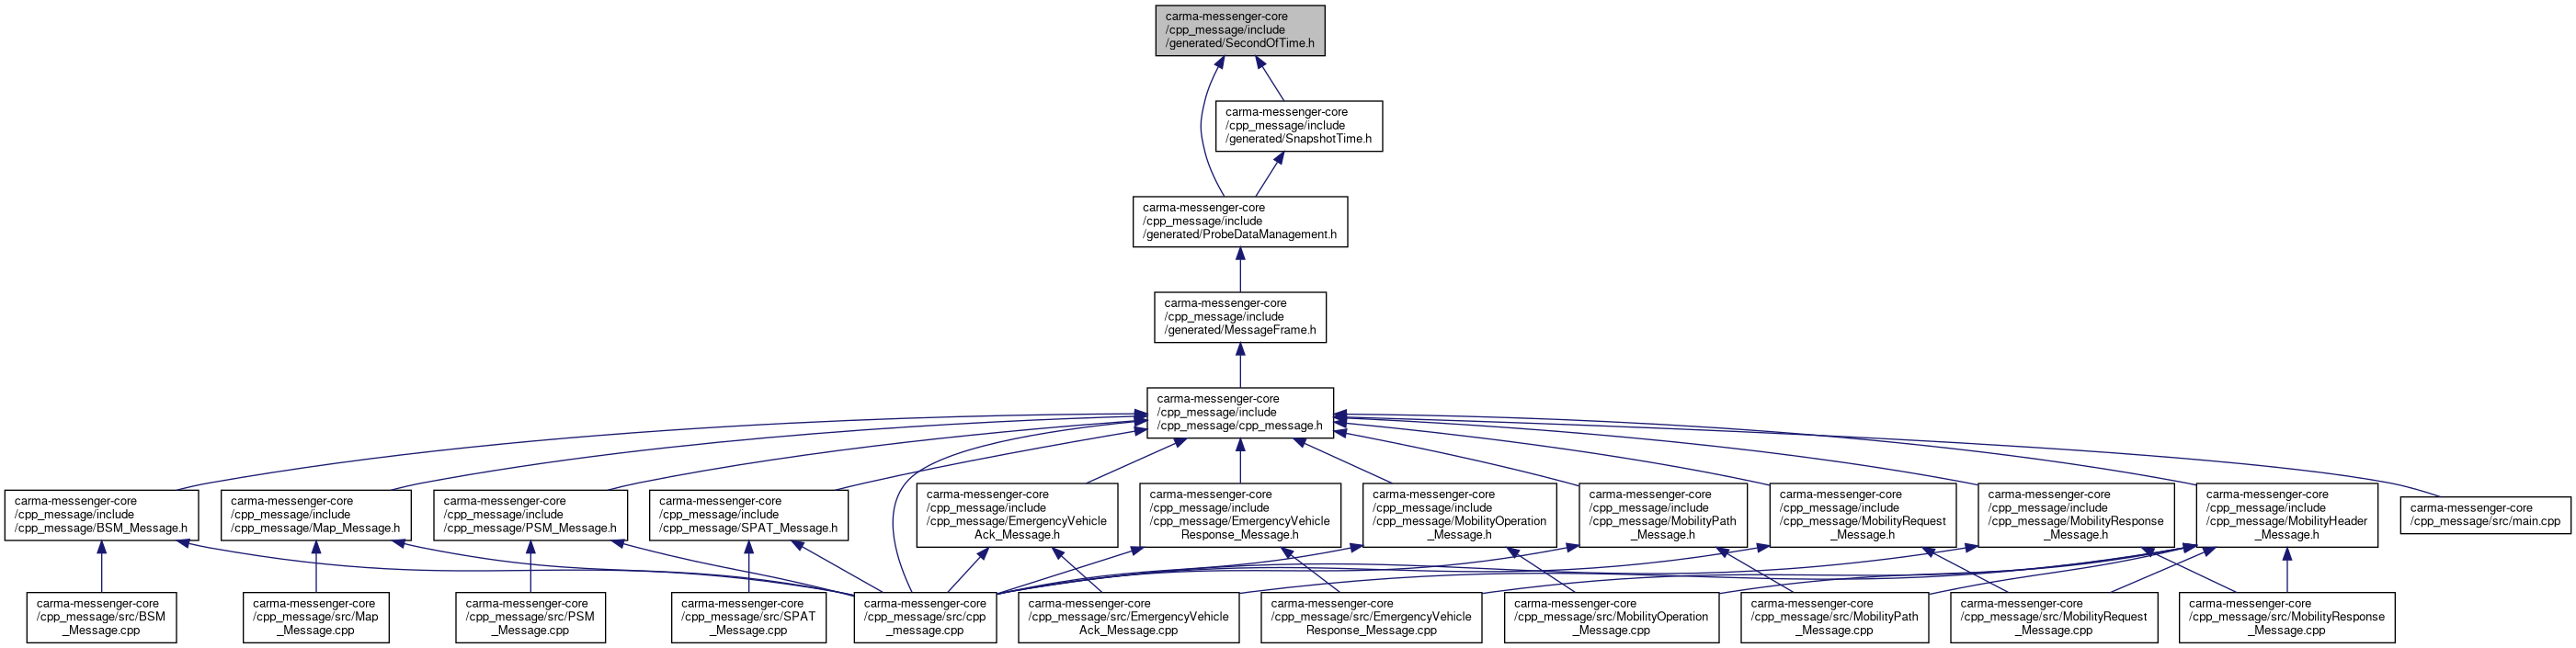 carma-messenger-core
/cpp_message/include
/generated/SecondOfTime.h
carma-messenger-core
/cpp_message/include
/generated/SnapshotTime.h
carma-messenger-core
/cpp_message/include
/generated/ProbeDataManagement.h
carma-messenger-core
/cpp_message/include
/generated/MessageFrame.h
carma-messenger-core
/cpp_message/include
/cpp_message/cpp_message.h
carma-messenger-core
/cpp_message/include
/cpp_message/BSM_Message.h
carma-messenger-core
/cpp_message/include
/cpp_message/Map_Message.h
carma-messenger-core
/cpp_message/include
/cpp_message/PSM_Message.h
carma-messenger-core
/cpp_message/include
/cpp_message/SPAT_Message.h
carma-messenger-core
/cpp_message/include
/cpp_message/EmergencyVehicle
Ack_Message.h
carma-messenger-core
/cpp_message/include
/cpp_message/EmergencyVehicle
Response_Message.h
carma-messenger-core
/cpp_message/include
/cpp_message/MobilityOperation
_Message.h
carma-messenger-core
/cpp_message/include
/cpp_message/MobilityPath
_Message.h
carma-messenger-core
/cpp_message/include
/cpp_message/MobilityRequest
_Message.h
carma-messenger-core
/cpp_message/include
/cpp_message/MobilityResponse
_Message.h
carma-messenger-core
/cpp_message/include
/cpp_message/MobilityHeader
_Message.h
carma-messenger-core
/cpp_message/src/main.cpp
carma-messenger-core
/cpp_message/src/BSM
_Message.cpp
carma-messenger-core
/cpp_message/src/Map
_Message.cpp
carma-messenger-core
/cpp_message/src/PSM
_Message.cpp
carma-messenger-core
/cpp_message/src/SPAT
_Message.cpp
carma-messenger-core
/cpp_message/src/cpp
_message.cpp
carma-messenger-core
/cpp_message/src/EmergencyVehicle
Ack_Message.cpp
carma-messenger-core
/cpp_message/src/EmergencyVehicle
Response_Message.cpp
carma-messenger-core
/cpp_message/src/MobilityOperation
_Message.cpp
carma-messenger-core
/cpp_message/src/MobilityPath
_Message.cpp
carma-messenger-core
/cpp_message/src/MobilityRequest
_Message.cpp
carma-messenger-core
/cpp_message/src/MobilityResponse
_Message.cpp